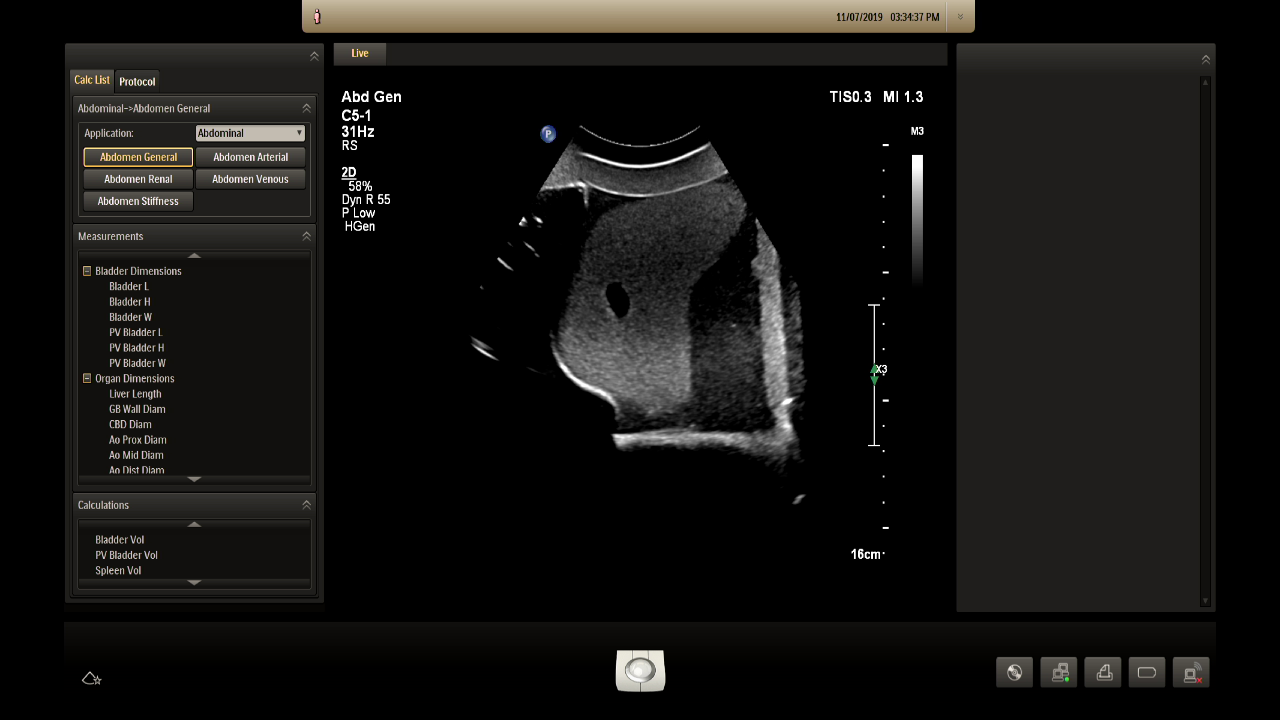 11/07/2019 03:34:37 PM
Live
Calc List Protocol
Abdominal->Abdomen General
Application: Abdominal
Abdomen General Abdomen Arterial
Abdomen Renal Abdomen Venous
Abdomen Stiffness
Measurements
Bladder Dimensions
Bladder L
Bladder H
Bladder W
PV Bladder L
PV Bladder H
PV Bladder W
Organ Dimensions
Liver Length
GB Wall Diam
CBD Diam
Ao Prox Diam
Ao Mid Diam
Ao Dist Diam
Calculations
Bladder Vol
PV Bladder Vol
Spleen Vol
Abd Gen
C5-1
31Hz
RS
2D
58%
Dyn R 55
P Low
HGen
P
TIS0.3 MI 1.3
M3
X3
16cm